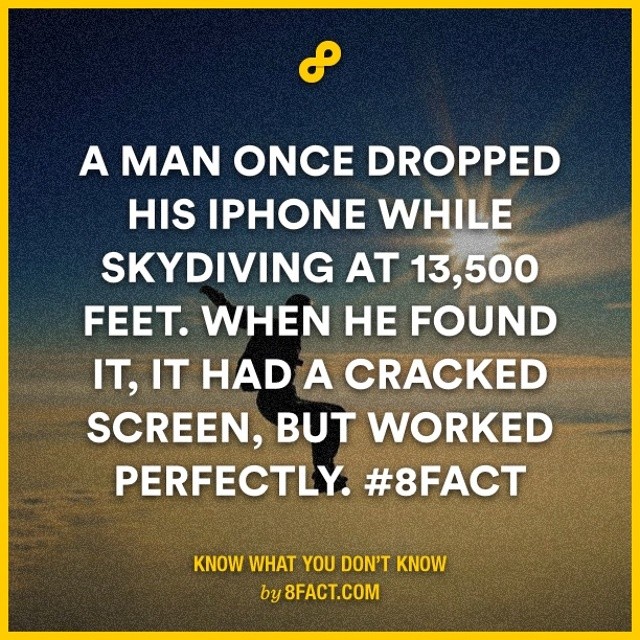 A MAN ONCE DROPPED
HIS IPHONE WHILE
SKYDIVING AT 13,500
FEET. WHEN HE FOUND
IT, IT HAD A CRACKED
SCREEN, BUT WORKED
PERFECTLY. #8FACT
KNOW WHAT YOU DON'T KNOW
by 8FACT.COM